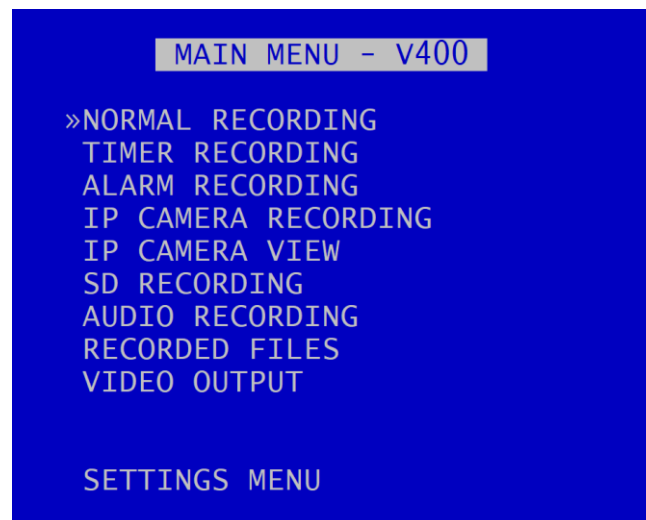 MAIN MENU - V400
»NORMAL RECORDING
TIMER RECORDING
ALARM RECORDING
IP CAMERA RECORDING
IP CAMERA VIEW
SD RECORDING
AUDIO RECORDING
RECORDED FILES
VIDEO OUTPUT
SETTINGS MENU